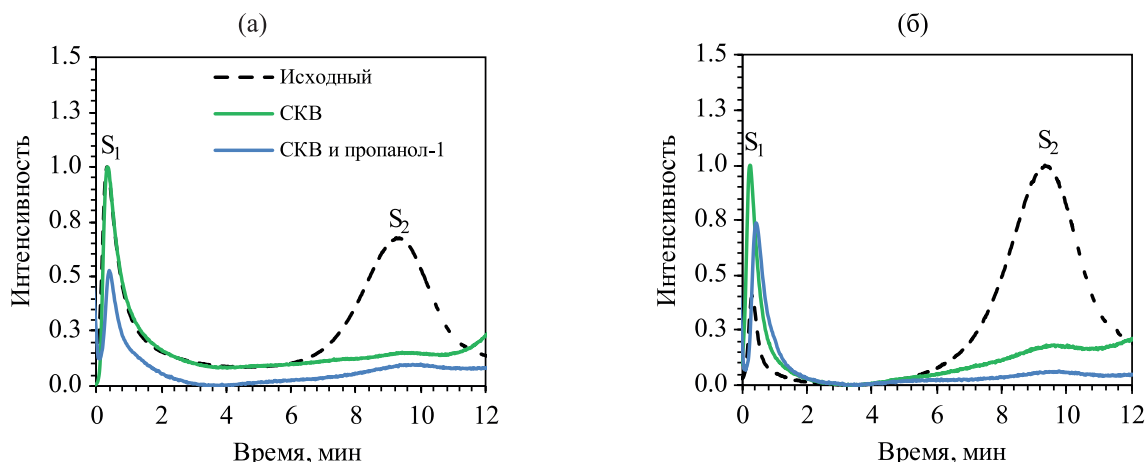 (а)
Интенсивность
1.5
1.3
1.0
0.8
0.5
0.3
0.0
Исходный
СКВ
СКВ и пропанол-1
S1
S2
0 2 4 6 8 10 12
Время, мин
(б)
Интенсивность
1.5
1.3
1.0
0.8
0.5
0.3
0.0
S1
S2
0 2 4 6 8 10 12
Время, мин